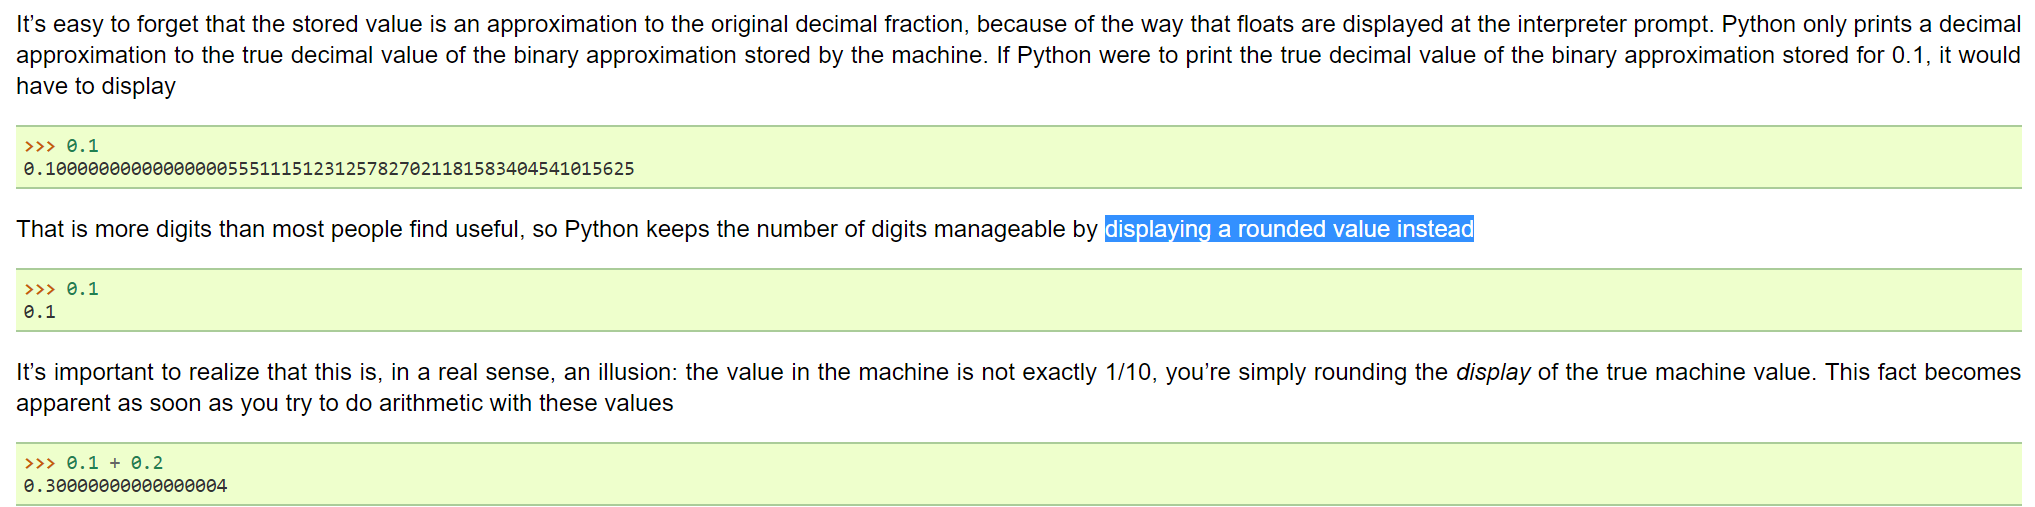 It’s easy to forget that the stored value is an approximation to the original decimal fraction, because of the way that floats are displayed at the interpreter prompt. Python only prints a decimal
approximation to the true decimal value of the binary approximation stored by the machine. If Python were to print the true decimal value of the binary approximation stored for 0.1, it would
have to display
>>> 0.1
0.1000000000000000055511151231257827021181583404541015625
That is more digits than most people find useful, so Python keeps the number of digits manageable by displaying a rounded value instead
>>> 0.1
0.1
It’s important to realize that this is, in a real sense, an illusion: the value in the machine is not exactly 1/10, you’re simply rounding the display of the true machine value. This fact becomes
apparent as soon as you try to do arithmetic with these values
>>> 0.1 + 0.2
0.30000000000000004